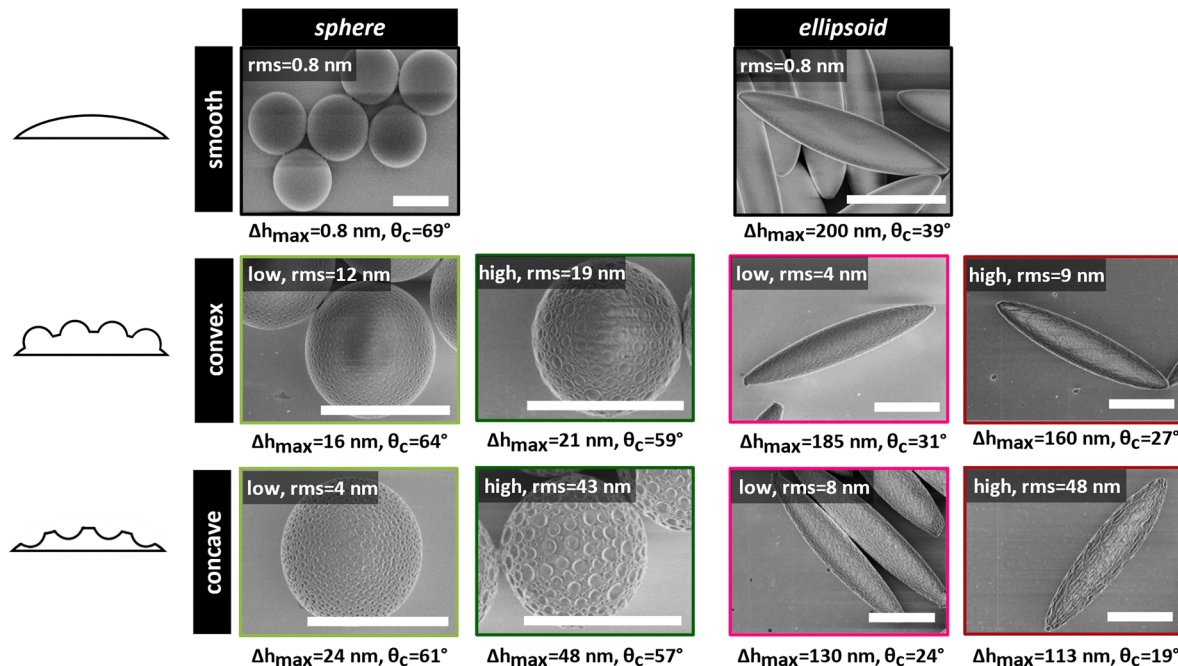 sphere
ellipsoid
smooth
rms=0.8 nm
rms=0.8 nm
Δhmax=0.8 nm, θc=69°
Δhmax=200 nm, θc=39°
convex
low, rms=12 nm
high, rms=19 nm
low, rms=4 nm
high, rms=9 nm
Δhmax=16 nm, θc=64°
Δhmax=21 nm, θc=59°
Δhmax=185 nm, θc=31°
Δhmax=160 nm, θc=27°
concave
low, rms=4 nm
high, rms=43 nm
low, rms=8 nm
high, rms=48 nm
Δhmax=24 nm, θc=61°
Δhmax=48 nm, θc=57°
Δhmax=130 nm, θc=24°
Δhmax=113 nm, θc=19°